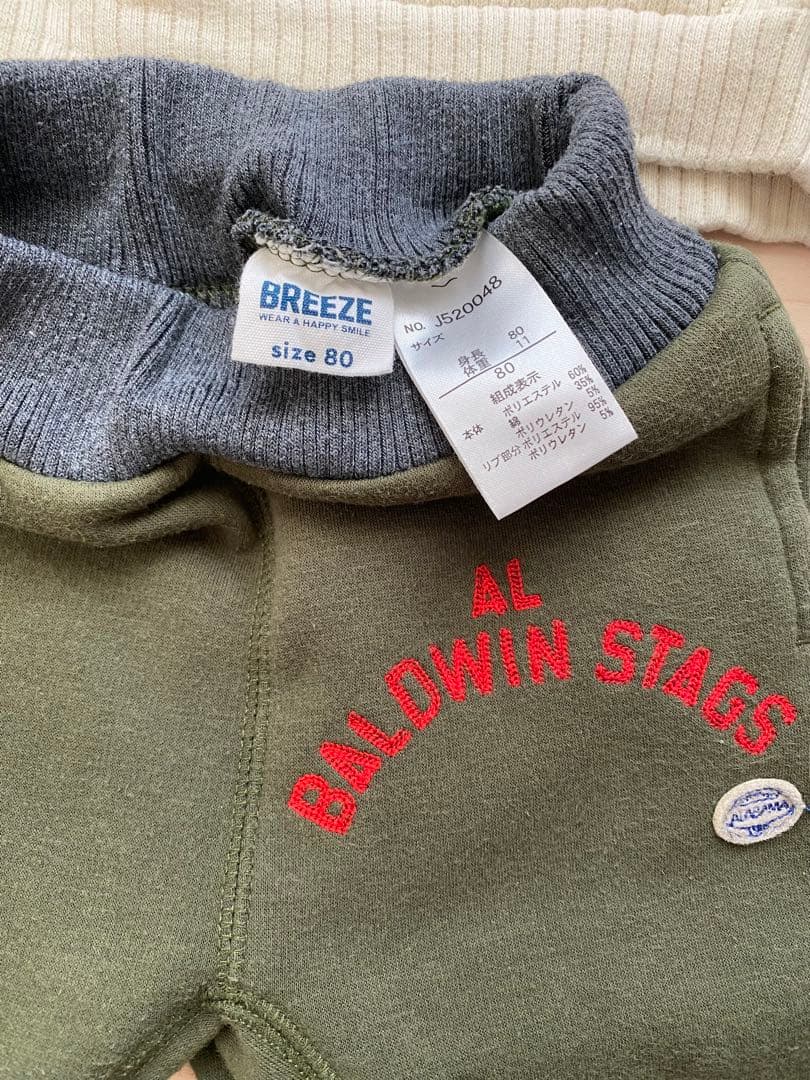 BREEZE
WEAR A HAPPY SMILE
size 80
NO. J520048
サイズ
身長 80
体重 11
80
組成表示
本体 ポリエステル 60%
綿 35%
ポリウレタン 5%
リブ部分 ポリエステル 95%
ポリウレタン 5%
AL
BALDWIN STAGS
ALABAMA